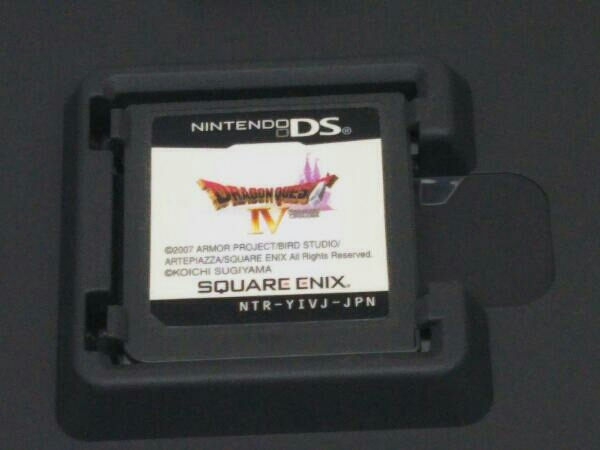 NINTENDO DS®
DRAGON QUEST
IV
©2007 ARMOR PROJECT/BIRD STUDIO/
ARTEPIAZZA/SQUARE ENIX All Rights Reserved.
©KOICHI SUGIYAMA
SQUARE ENIX.
NTR-YIVJ-JPN